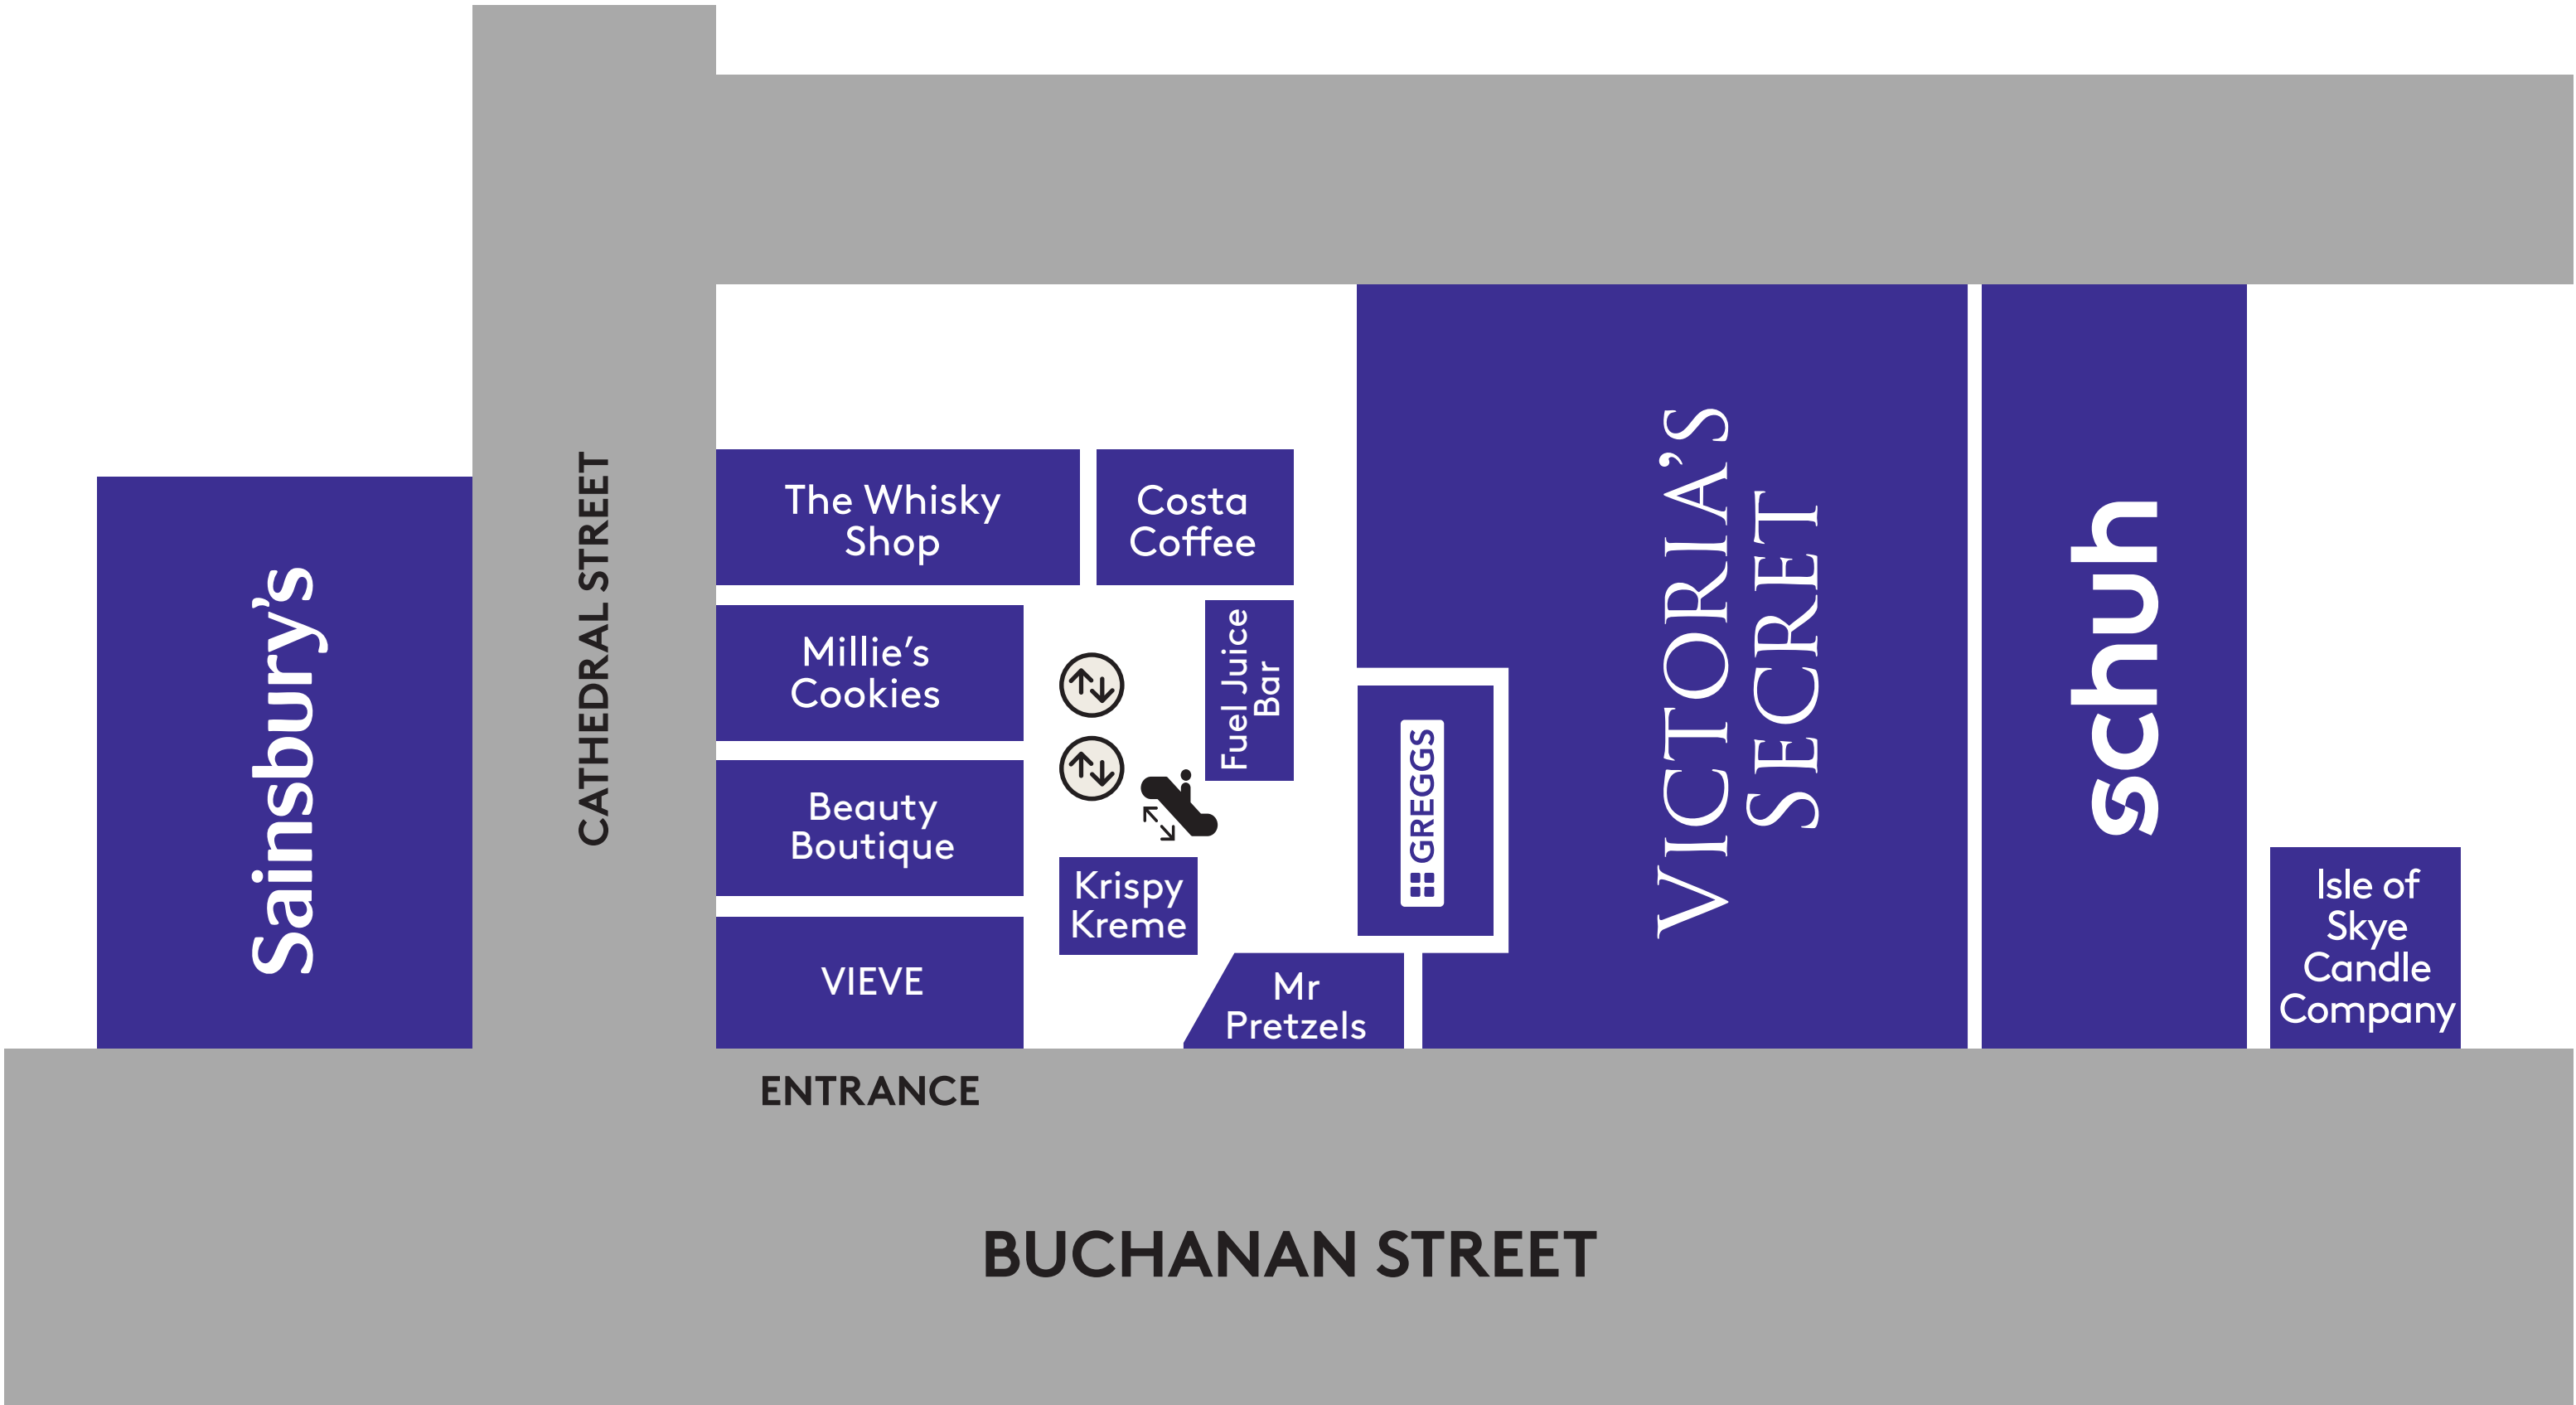 Sainsbury's
CATHEDRAL STREET
The Whisky
Shop
Costa
Coffee
Millie's
Cookies
Fuel Juice
Bar
Beauty
Boutique
Krispy
Kreme
VIEVE
Mr
Pretzels
GREGGS
VICTORIA'S
SECRET
schuh
Isle of
Skye
Candle
Company
ENTRANCE
BUCHANAN STREET